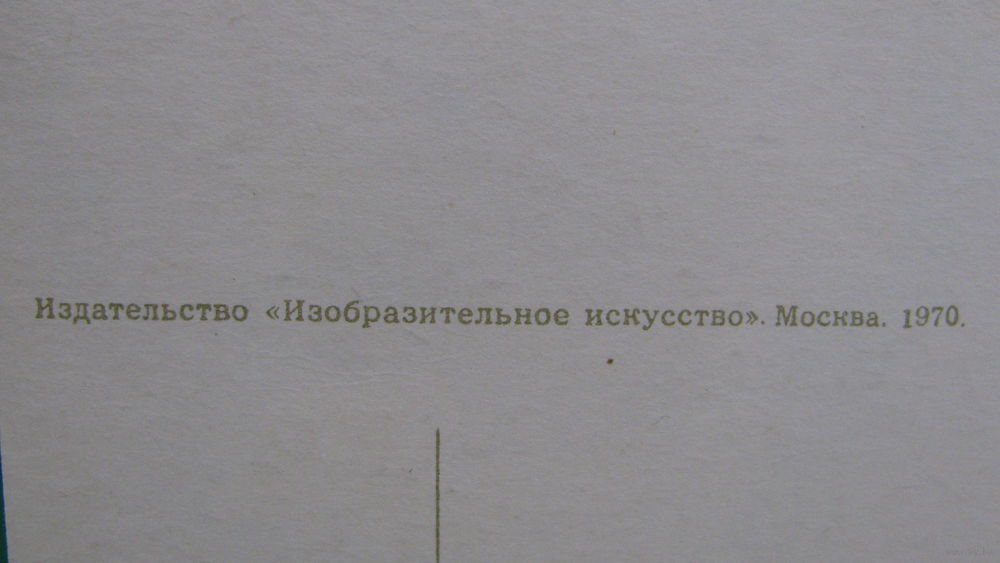 Издательство «Изобразительное искусство». Москва. 1970.